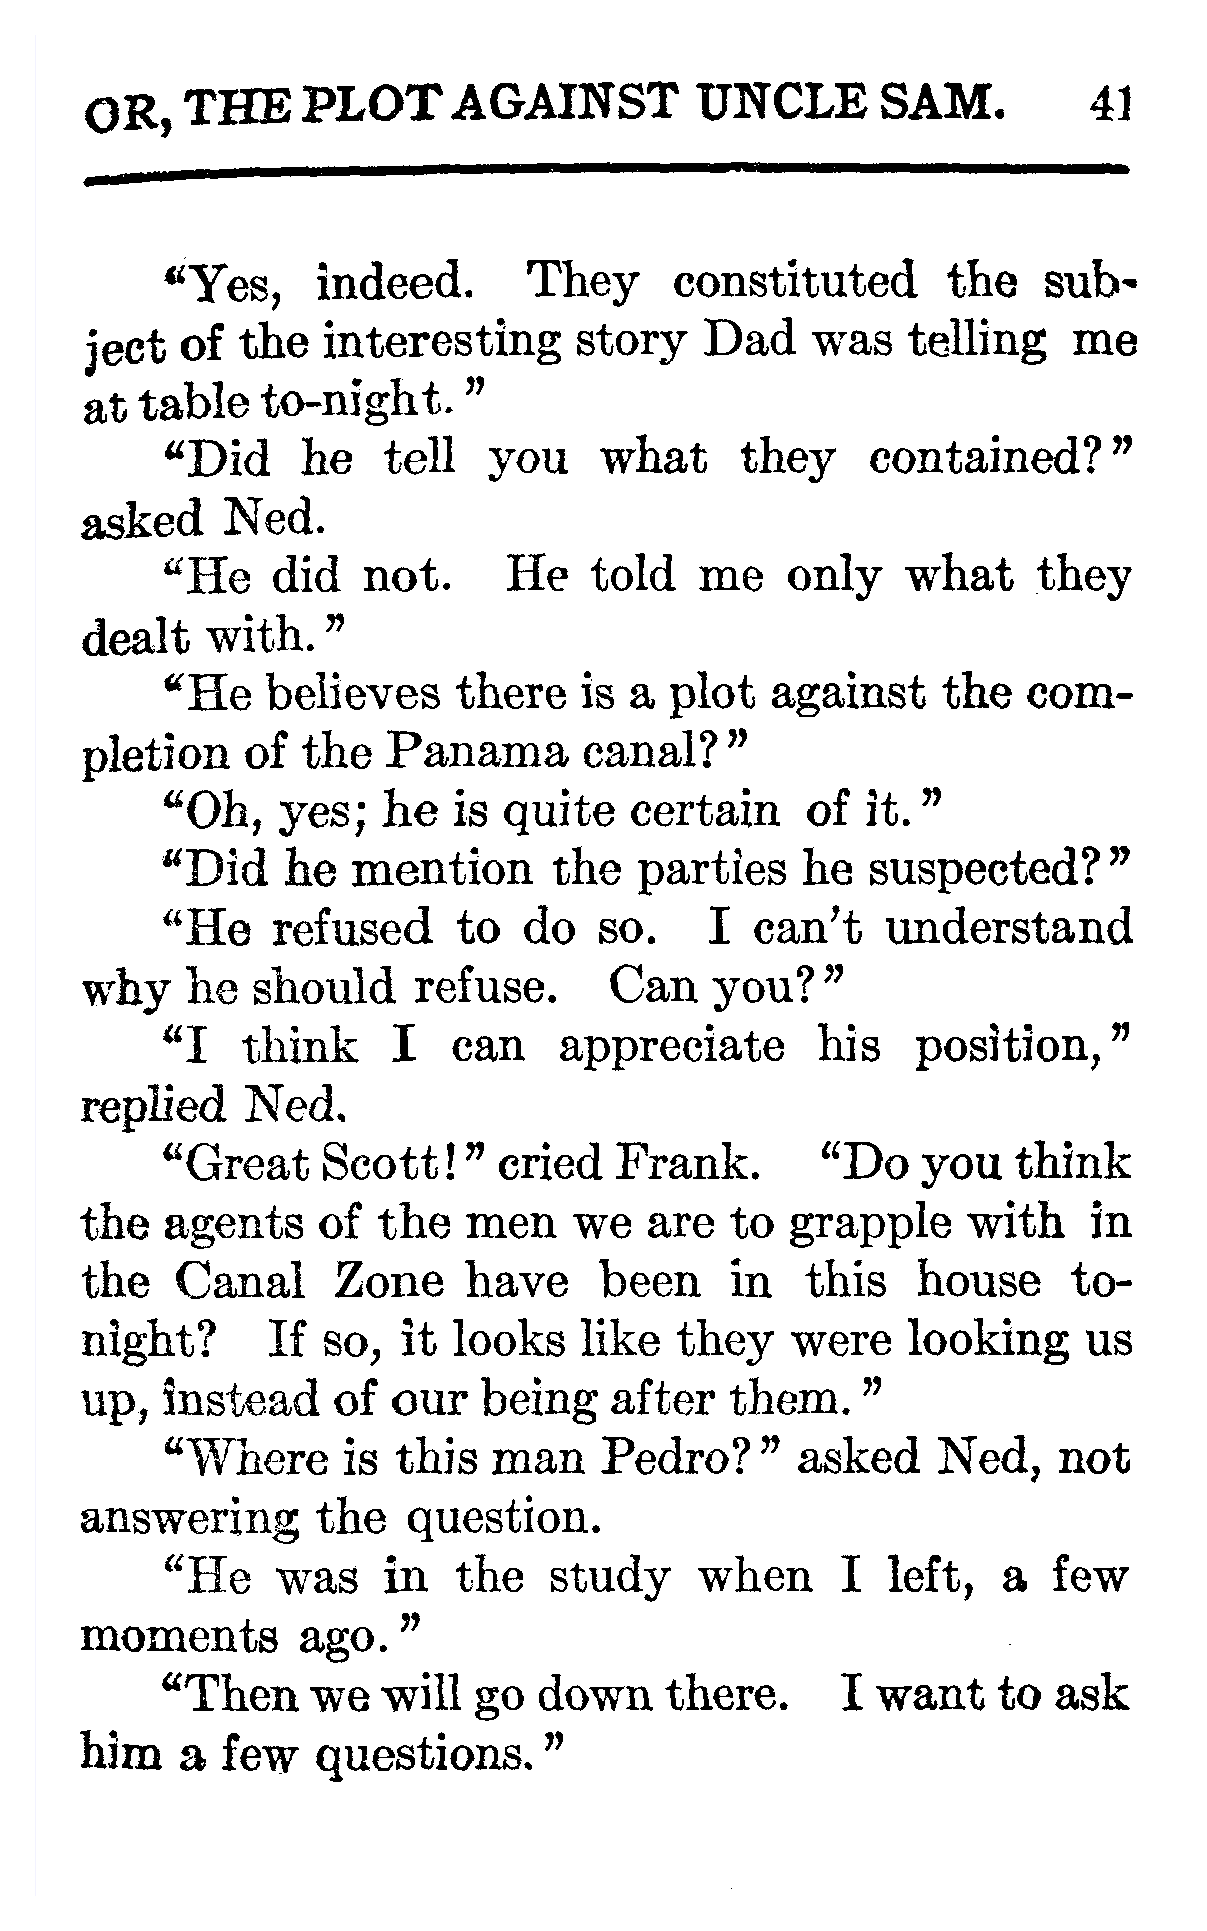 OR, THE PLOT AGAINST UNCLE SAM. 41
“Yes, indeed. They constituted the sub-
ject of the interesting story Dad was telling me
at table to-night.”
“Did he tell you what they contained?”
asked Ned.
“He did not. He told me only what they
dealt with.”
“He believes there is a plot against the com-
pletion of the Panama canal?”
“Oh, yes; he is quite certain of it.”
“Did he mention the parties he suspected?”
“He refused to do so. I can’t understand
why he should refuse. Can you?”
“I think I can appreciate his position,”
replied Ned.
“Great Scott!” cried Frank. “Do you think
the agents of the men we are to grapple with in
the Canal Zone have been in this house to-
night? If so, it looks like they were looking us
up, instead of our being after them.”
“Where is this man Pedro?” asked Ned, not
answering the question.
“He was in the study when I left, a few
moments ago.”
“Then we will go down there. I want to ask
him a few questions.”